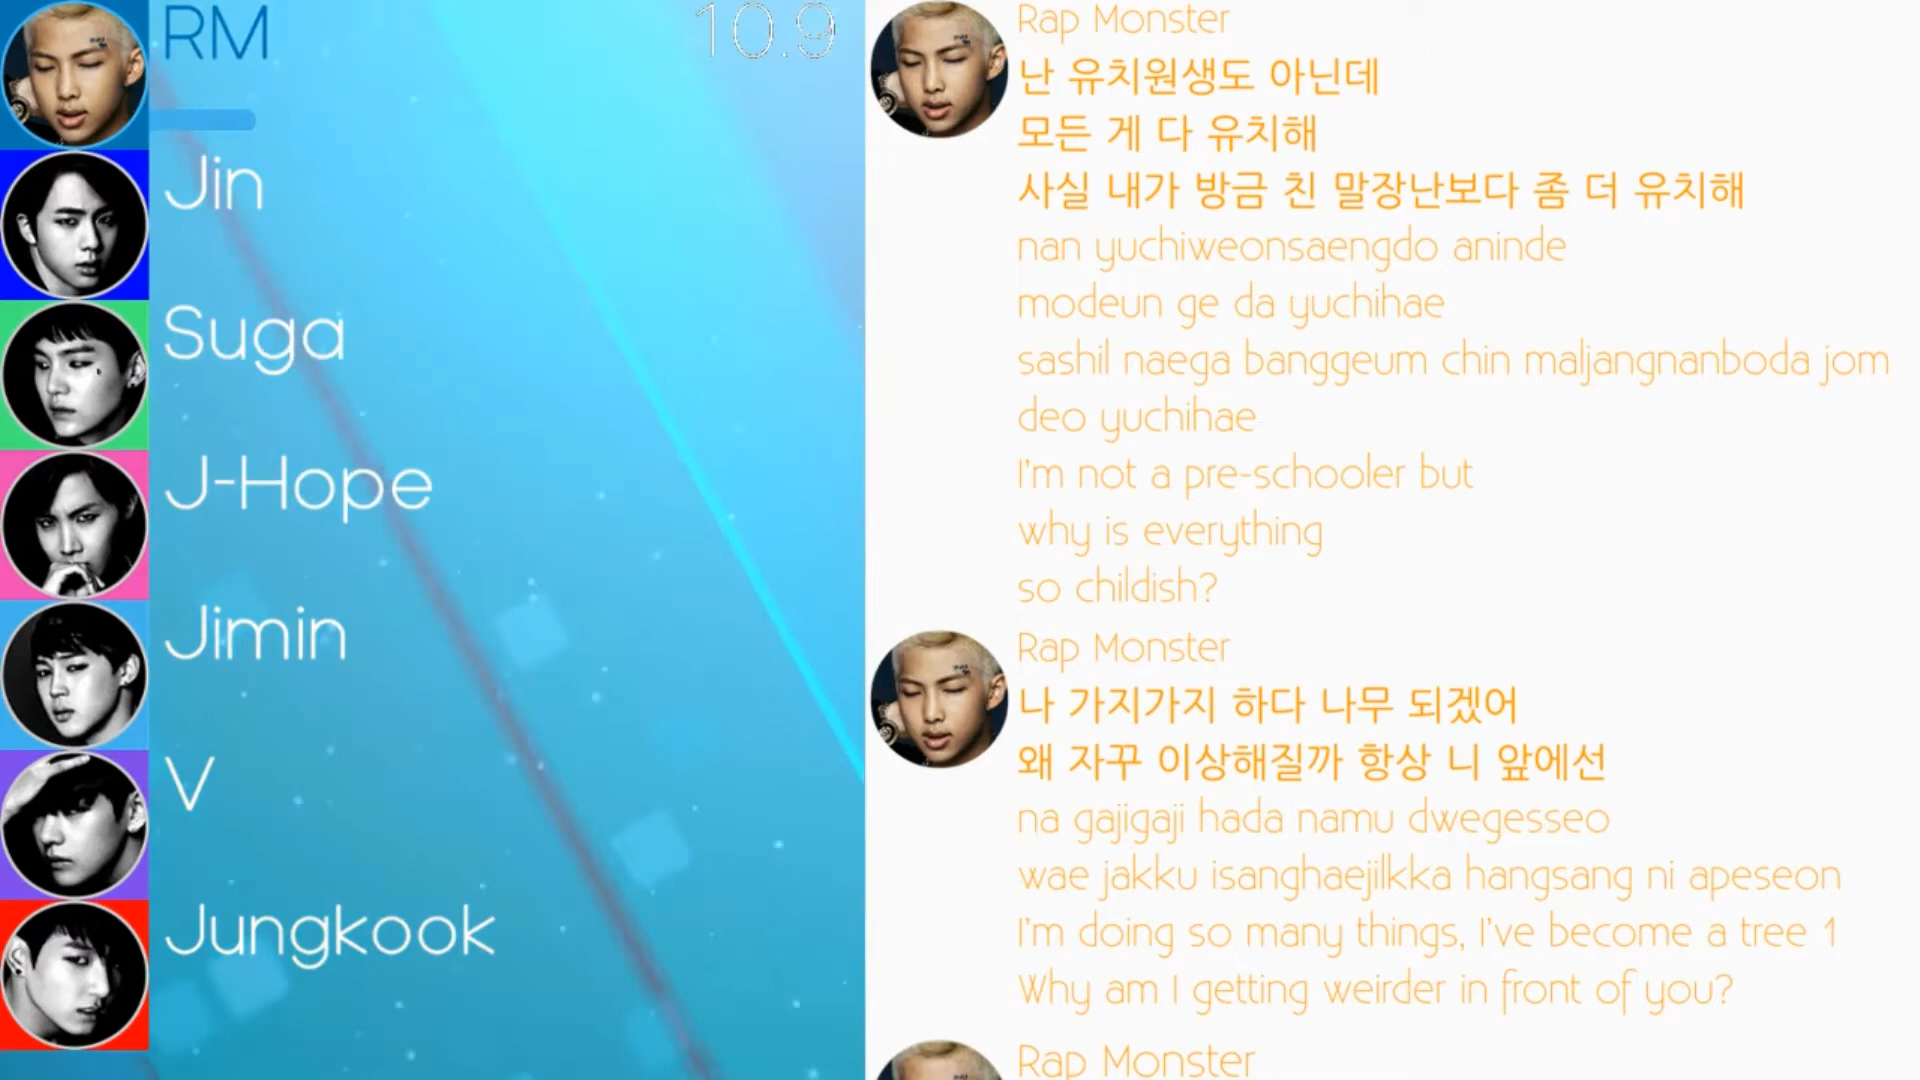 RM
10.9
Jin
Suga
J-Hope
Jimin
V
Jungkook
Rap Monster
난 유치원생도 아닌데
모든 게 다 유치해
사실 내가 방금 친 말장난보다 좀 더 유치해
nan yuchiweonsaengdo aninde
modeun ge da yuchihae
sashil naega banggeum chin maljangnanboda jom
deo yuchihae
I'm not a pre-schooler but
why is everything
so childish?
Rap Monster
나 가지가지 하다 나무 되겠어
왜 자꾸 이상해질까 항상 니 앞에선
na gajigaji hada namu dwegesseo
wae jakku isanghaejilkka hangsang ni apeseon
I'm doing so many things, I've become a tree 1
Why am I getting weirder in front of you?
Rap Monster